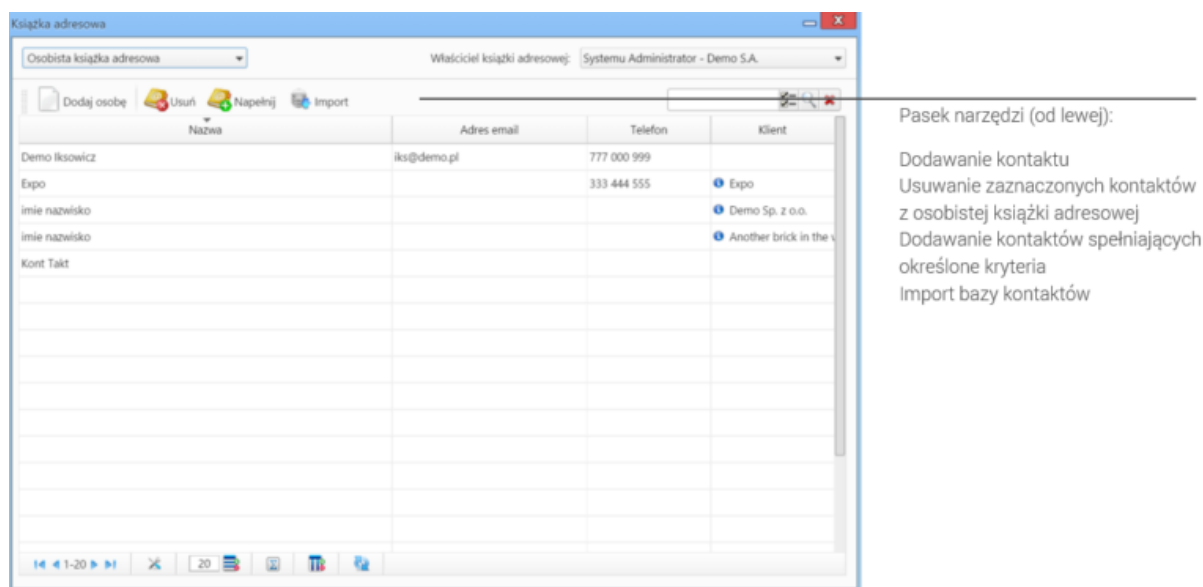 Książka adresowa
Osobista książka adresowa Właściciel książki adresowej: Systemu Administrator - Demo S.A.
Dodaj osobę Usuń Napełnij Import
Nazwa Adres email Telefon Klient
Demo Iksowicz iks@demo.pl 777 000 999
Expo 333 444 555 Expo
imie nazwisko Demo Sp. z o.o.
imie nazwisko Another brick in the
Kont Takt
1-20 20
Pasek narzędzi (od lewej):
Dodawanie kontaktu
Usuwanie zaznaczonych kontaktów
z osobistej książki adresowej
Dodawanie kontaktów spełniających
określone kryteria
Import bazy kontaktów